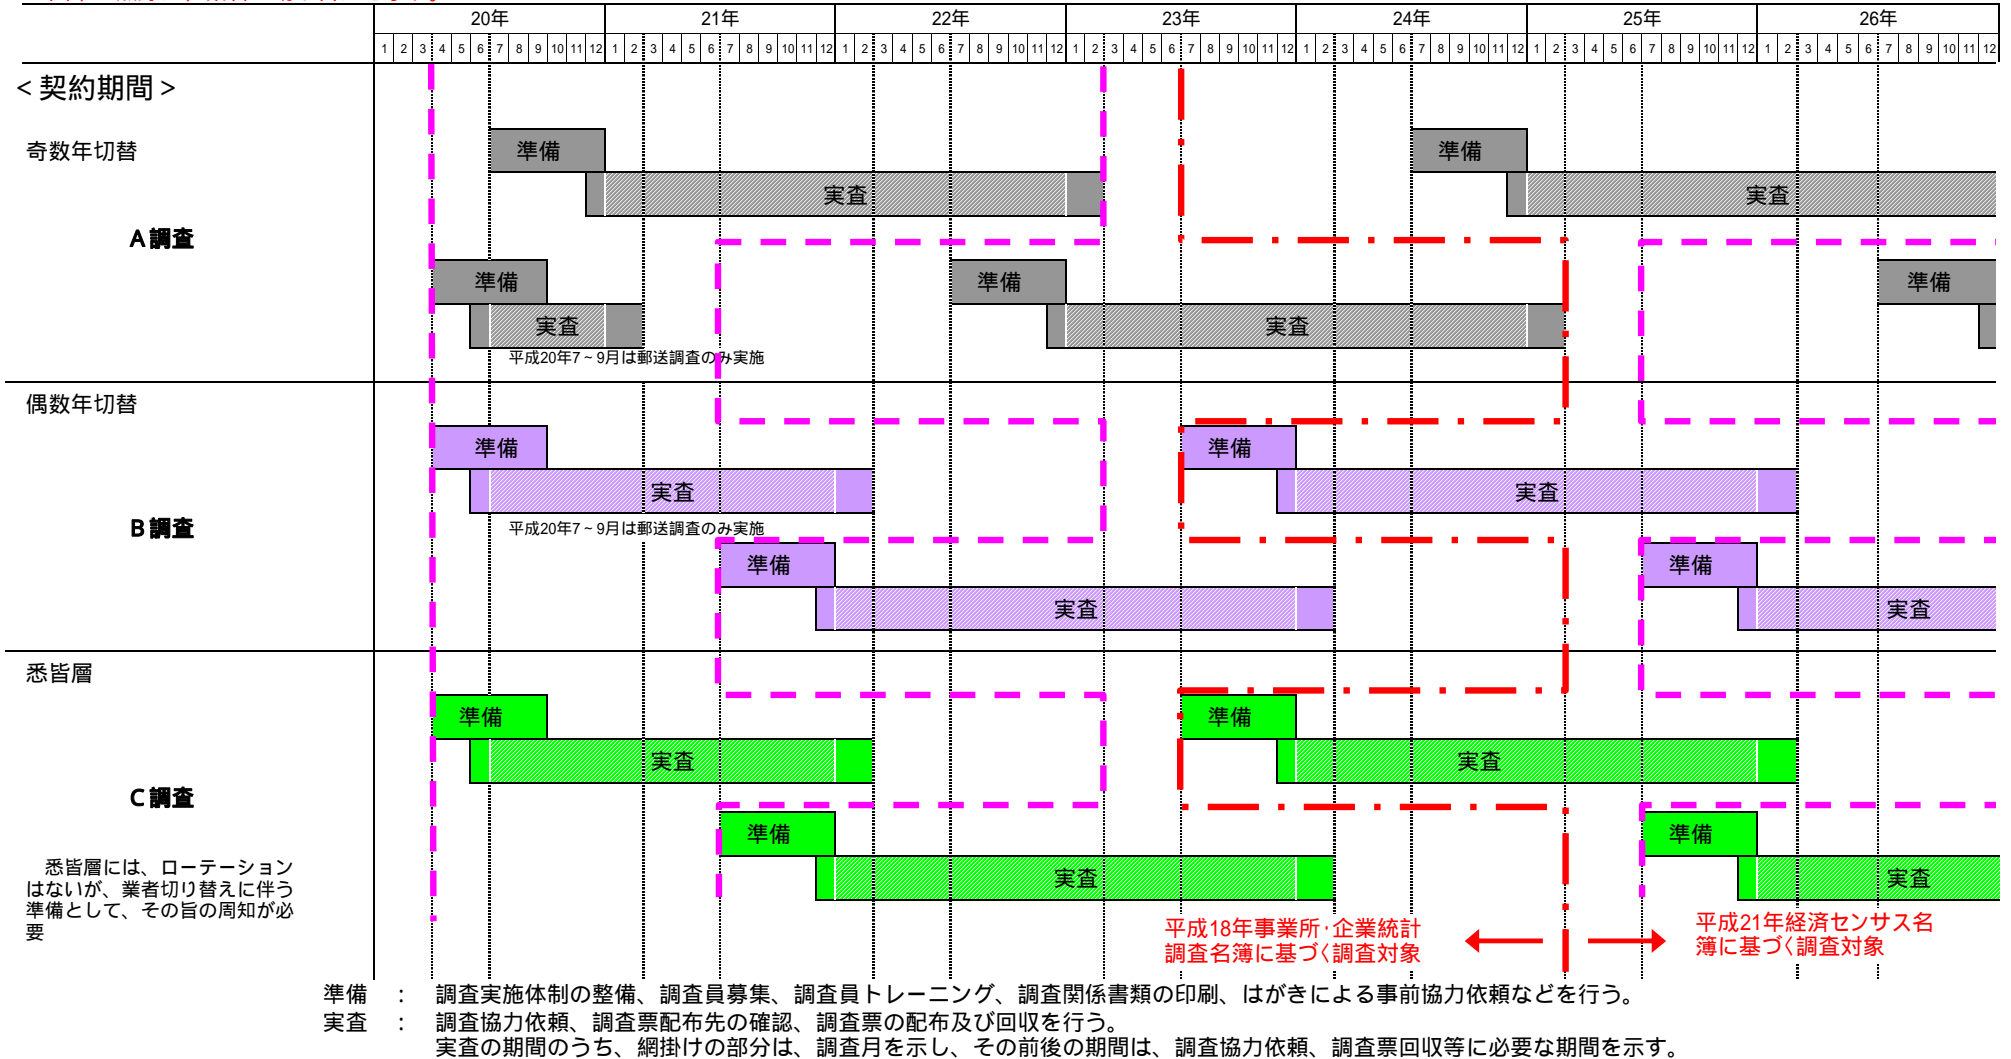 20年 21年 22年 23年 24年 25年 26年
1 2 3 4 5 6 7 8 9 10 11 12 1 2 3 4 5 6 7 8 9 10 11 12 1 2 3 4 5 6 7 8 9 10 11 12 1 2 3 4 5 6 7 8 9 10 11 12 1 2 3 4 5 6 7 8 9 10 11 12 1 2 3 4 5 6 7 8 9 10 11 12 1 2 3 4 5 6 7 8 9 10 11 12
<契約期間>
奇数年切替
準備 準備
実査 実査
A調査
準備 準備 準備
実査 実査
平成20年7~9月は郵送調査のみ実施
偶数年切替
準備 準備
実査 実査
B調査
平成20年7~9月は郵送調査のみ実施
準備 準備
実査 実査
悉皆層
準備 準備
実査 実査
C調査
準備 準備
実査 実査
悉皆層には、ローテーション
はないが、業者切り替えに伴う
準備として、その旨の周知が必
要
平成18年事業所・企業統計
調査名簿に基づく調査対象
平成21年経済センサス名
簿に基づく調査対象
準備 : 調査実施体制の整備、調査員募集、調査員トレーニング、調査関係書類の印刷、はがきによる事前協力依頼などを行う。
実査 : 調査協力依頼、調査票配布先の確認、調査票の配布及び回収を行う。
実査の期間のうち、網掛けの部分は、調査月を示し、その前後の期間は、調査協力依頼、調査票回収等に必要な期間を示す。